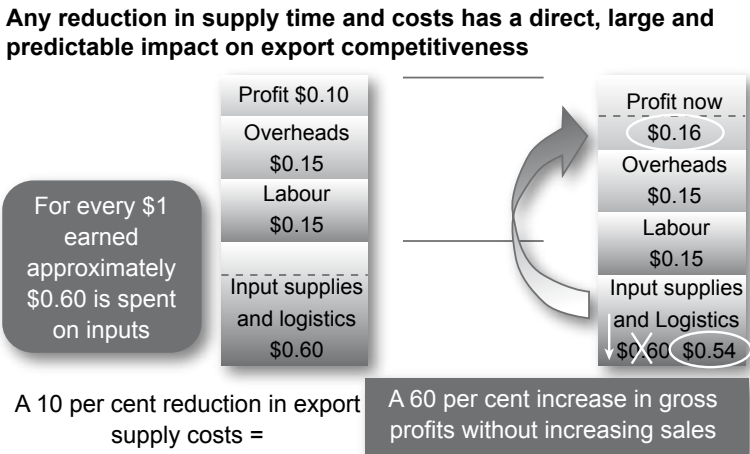 Any reduction in supply time and costs has a direct, large and
predictable impact on export competitiveness
For every $1
earned
approximately
$0.60 is spent
on inputs
Profit $0.10
Overheads
$0.15
Labour
$0.15
Input supplies
and logistics
$0.60
Profit now
$0.16
Overheads
$0.15
Labour
$0.15
Input supplies
and Logistics
$0.60 $0.54
A 10 per cent reduction in export
supply costs =
A 60 per cent increase in gross
profits without increasing sales